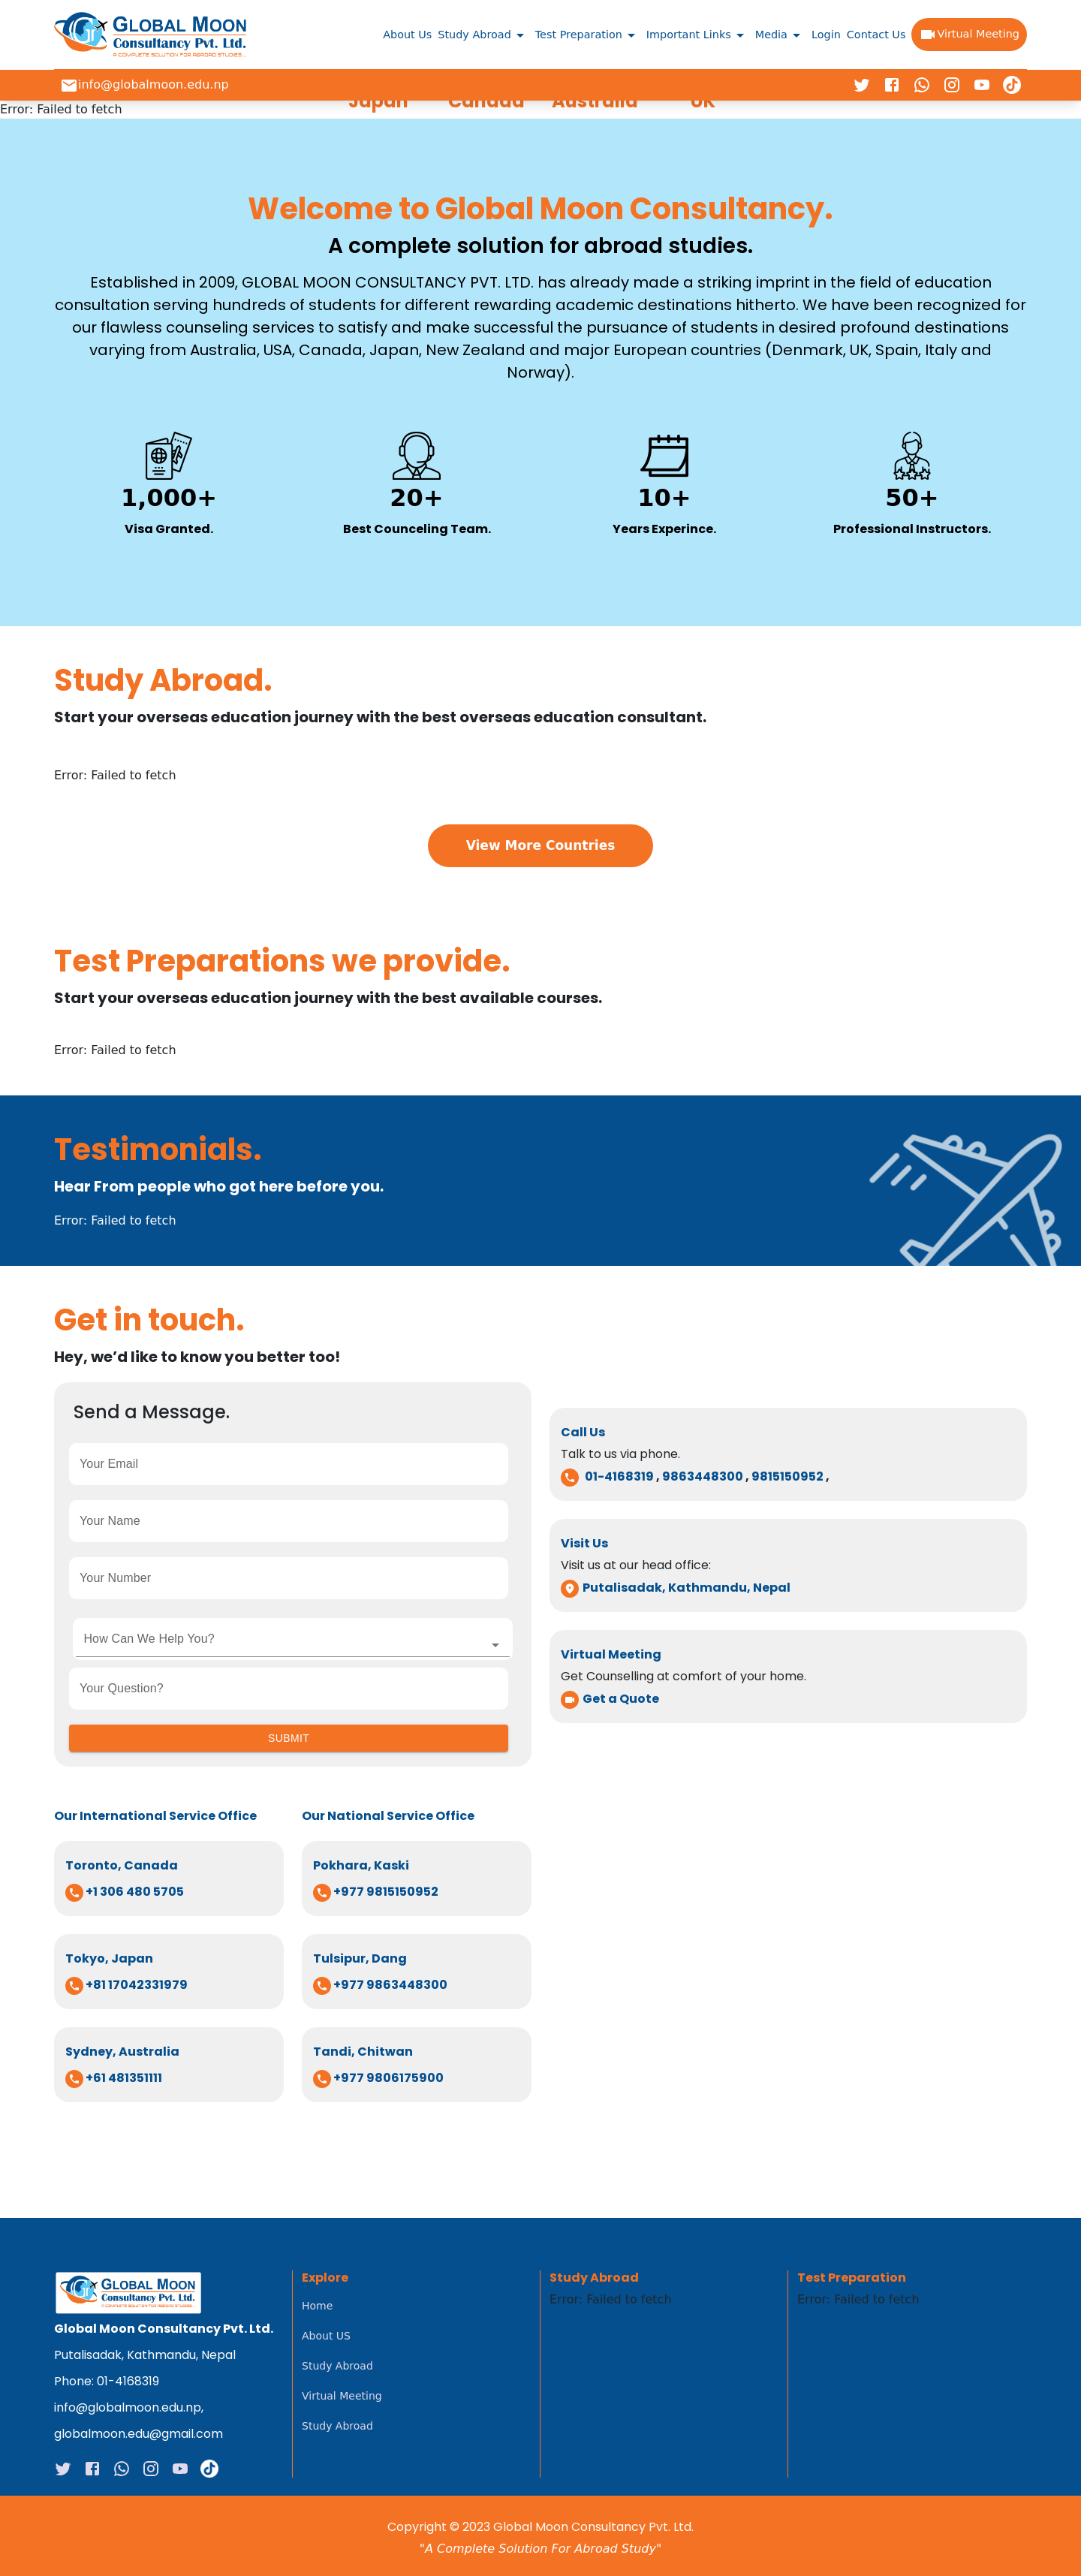 GLOBAL MOON
Consultancy Pvt. Ltd.
A COMPLETE SOLUTION FOR ABROAD STUDIES...
About Us Study Abroad Test Preparation Important Links Media Login Contact Us Virtual Meeting
info@globalmoon.edu.np
Japan Canada Australia UK
Error: Failed to fetch
Welcome to Global Moon Consultancy.
A complete solution for abroad studies.
Established in 2009, GLOBAL MOON CONSULTANCY PVT. LTD. has already made a striking imprint in the field of education
consultation serving hundreds of students for different rewarding academic destinations hitherto. We have been recognized for
our flawless counseling services to satisfy and make successful the pursuance of students in desired profound destinations
varying from Australia, USA, Canada, Japan, New Zealand and major European countries (Denmark, UK, Spain, Italy and
Norway).
1,000+ 20+ 10+ 50+
Visa Granted. Best Counceling Team. Years Experince. Professional Instructors.
Study Abroad.
Start your overseas education journey with the best overseas education consultant.
Error: Failed to fetch
View More Countries
Test Preparations we provide.
Start your overseas education journey with the best available courses.
Error: Failed to fetch
Testimonials.
Hear From people who got here before you.
Error: Failed to fetch
Get in touch.
Hey, we’d like to know you better too!
Send a Message.
Your Email
Your Name
Your Number
How Can We Help You?
Your Question?
SUBMIT
Call Us
Talk to us via phone.
01-4168319 , 9863448300 , 9815150952 ,
Visit Us
Visit us at our head office:
Putalisadak, Kathmandu, Nepal
Virtual Meeting
Get Counselling at comfort of your home.
Get a Quote
Our International Service Office
Toronto, Canada
+1 306 480 5705
Tokyo, Japan
+81 17042331979
Sydney, Australia
+61 481351111
Our National Service Office
Pokhara, Kaski
+977 9815150952
Tulsipur, Dang
+977 9863448300
Tandi, Chitwan
+977 9806175900
GLOBAL MOON
Consultancy Pvt. Ltd.
A COMPLETE SOLUTION FOR ABROAD STUDIES...
Global Moon Consultancy Pvt. Ltd.
Putalisadak, Kathmandu, Nepal
Phone: 01-4168319
info@globalmoon.edu.np,
globalmoon.edu@gmail.com
Explore
Home
About US
Study Abroad
Virtual Meeting
Study Abroad
Study Abroad
Error: Failed to fetch
Test Preparation
Error: Failed to fetch
Copyright © 2023 Global Moon Consultancy Pvt. Ltd.
"A Complete Solution For Abroad Study"